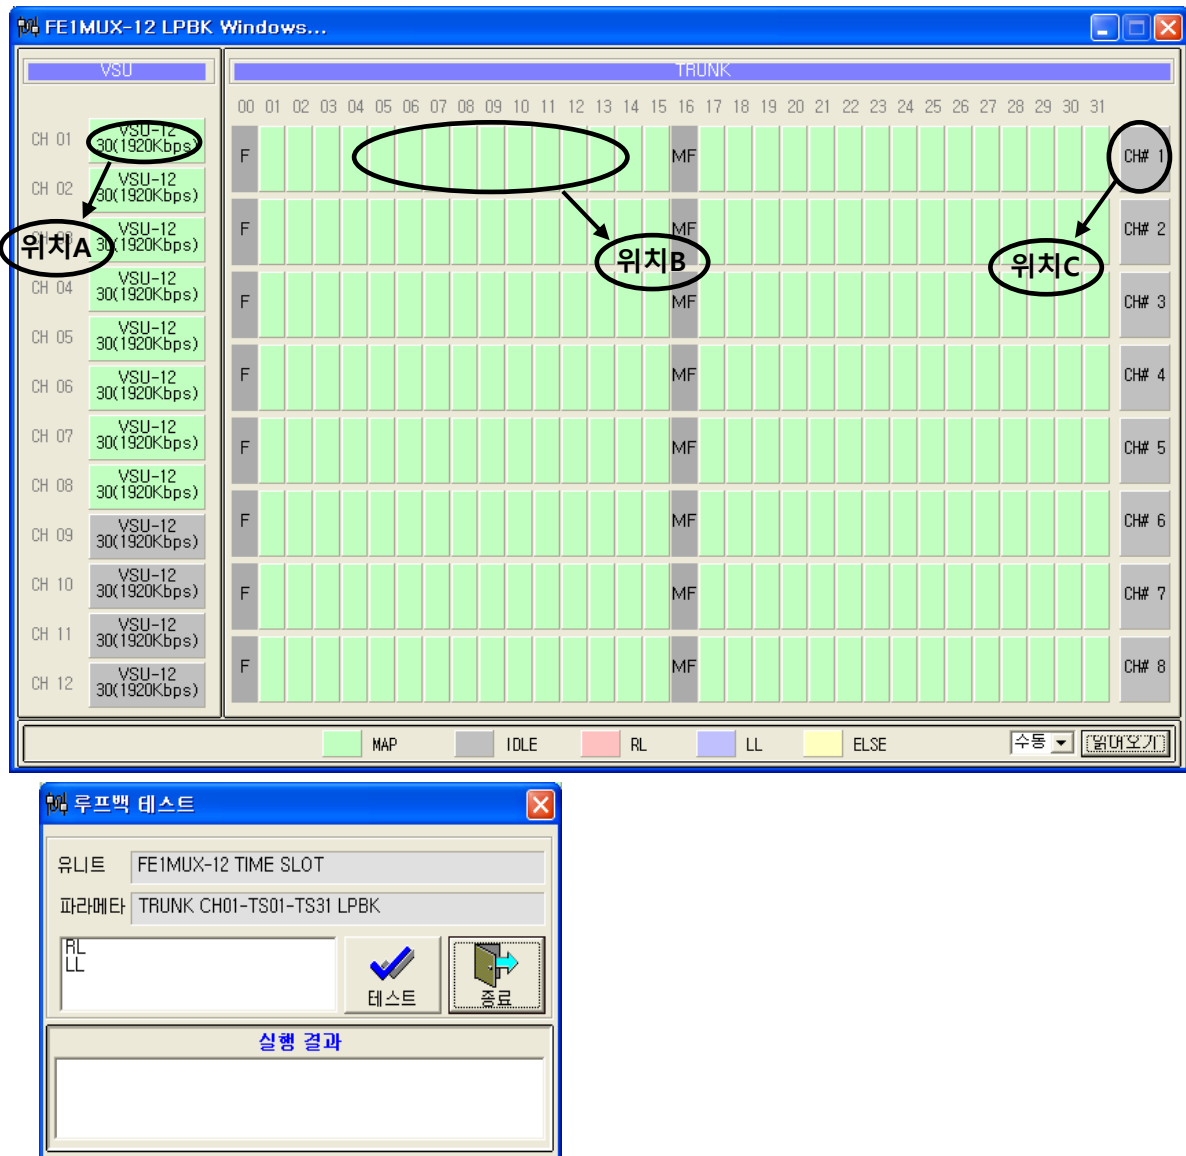 FE1MUX-12 LPBK Windows...
VSU
TRUNK
00 01 02 03 04 05 06 07 08 09 10 11 12 13 14 15 16 17 18 19 20 21 22 23 24 25 26 27 28 29 30 31
CH 01 VSU-12 30(1920Kbps)
CH 02 VSU-12 30(1920Kbps)
CH 03 VSU-12 30(1920Kbps)
CH 04 VSU-12 30(1920Kbps)
CH 05 VSU-12 30(1920Kbps)
CH 06 VSU-12 30(1920Kbps)
CH 07 VSU-12 30(1920Kbps)
CH 08 VSU-12 30(1920Kbps)
CH 09 VSU-12 30(1920Kbps)
CH 10 VSU-12 30(1920Kbps)
CH 11 VSU-12 30(1920Kbps)
CH 12 VSU-12 30(1920Kbps)
F MF CH# 1
F MF CH# 2
F MF CH# 3
F MF CH# 4
F MF CH# 5
F MF CH# 6
F MF CH# 7
F MF CH# 8
위치A
위치B
위치C
MAP IDLE RL LL ELSE 수동 읽어오기
루프백 테스트
유니트 FE1MUX-12 TIME SLOT
파라메타 TRUNK CH01-TS01-TS31 LPBK
RL
LL
테스트 종료
실행 결과